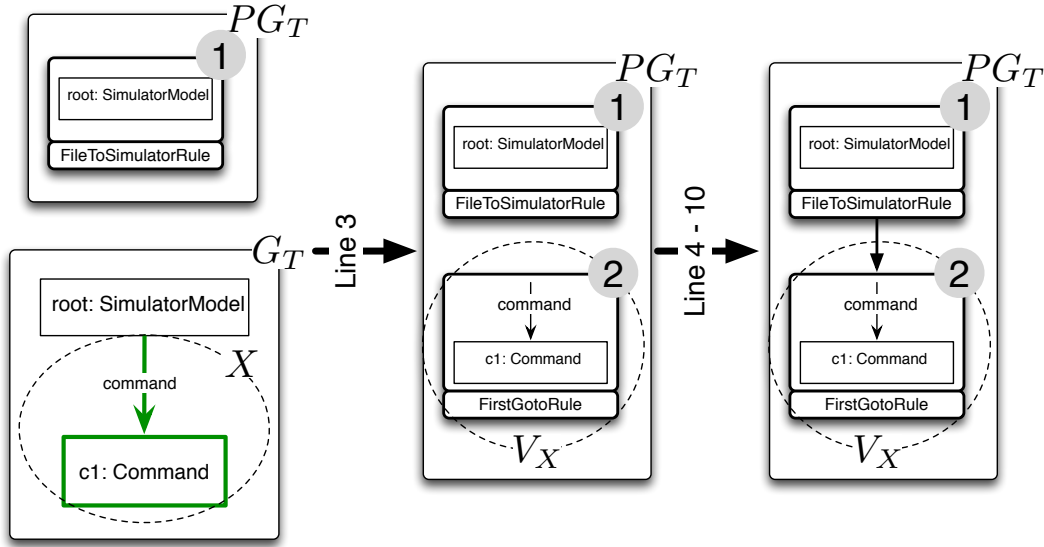 PG_T
1
root: SimulatorModel
FileToSimulatorRule
G_T
root: SimulatorModel
X
command
c1: Command
Line 3
PG_T
1
root: SimulatorModel
FileToSimulatorRule
2
command
c1: Command
FirstGotoRule
V_X
Line 4 - 10
PG_T
1
root: SimulatorModel
FileToSimulatorRule
2
command
c1: Command
FirstGotoRule
V_X